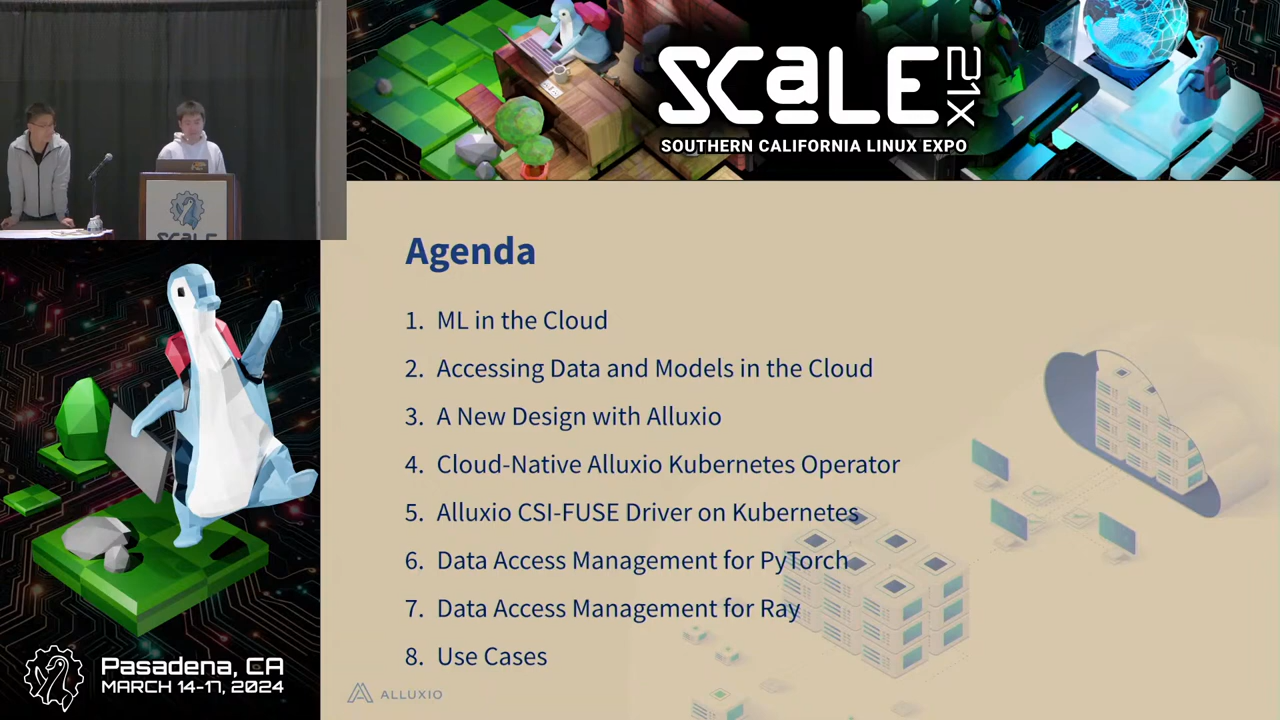 SCaLE 21x
SOUTHERN CALIFORNIA LINUX EXPO
SCALE
Agenda
1. ML in the Cloud
2. Accessing Data and Models in the Cloud
3. A New Design with Alluxio
4. Cloud-Native Alluxio Kubernetes Operator
5. Alluxio CSI-FUSE Driver on Kubernetes
6. Data Access Management for PyTorch
7. Data Access Management for Ray
8. Use Cases
ALLUXIO
Pasadena, CA
MARCH 14-17, 2024